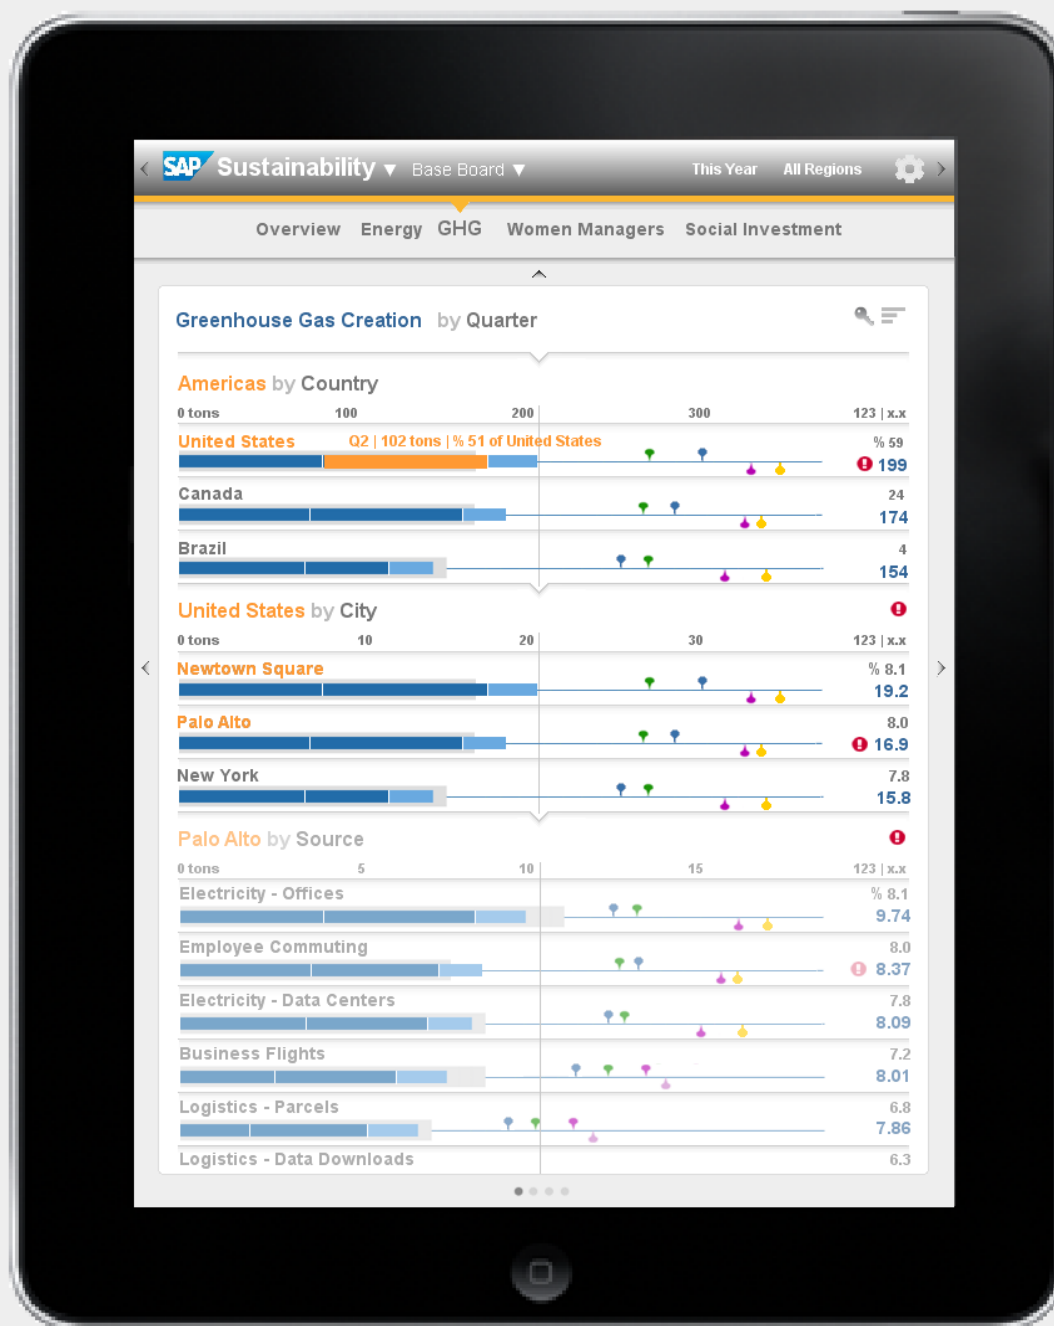 SAP Sustainability ▼ Base Board ▼ This Year All Regions
Overview Energy GHG Women Managers Social Investment
Greenhouse Gas Creation by Quarter
Americas by Country
0 tons 100 200 300 123 | x.x
United States Q2 | 102 tons | % 51 of United States % 59
199
Canada 24
174
Brazil 4
154
United States by City
0 tons 10 20 30 123 | x.x
Newtown Square % 8.1
19.2
Palo Alto 8.0
16.9
New York 7.8
15.8
Palo Alto by Source
0 tons 5 10 15 123 | x.x
Electricity - Offices % 8.1
9.74
Employee Commuting 8.0
8.37
Electricity - Data Centers 7.8
8.09
Business Flights 7.2
8.01
Logistics - Parcels 6.8
7.86
Logistics - Data Downloads 6.3